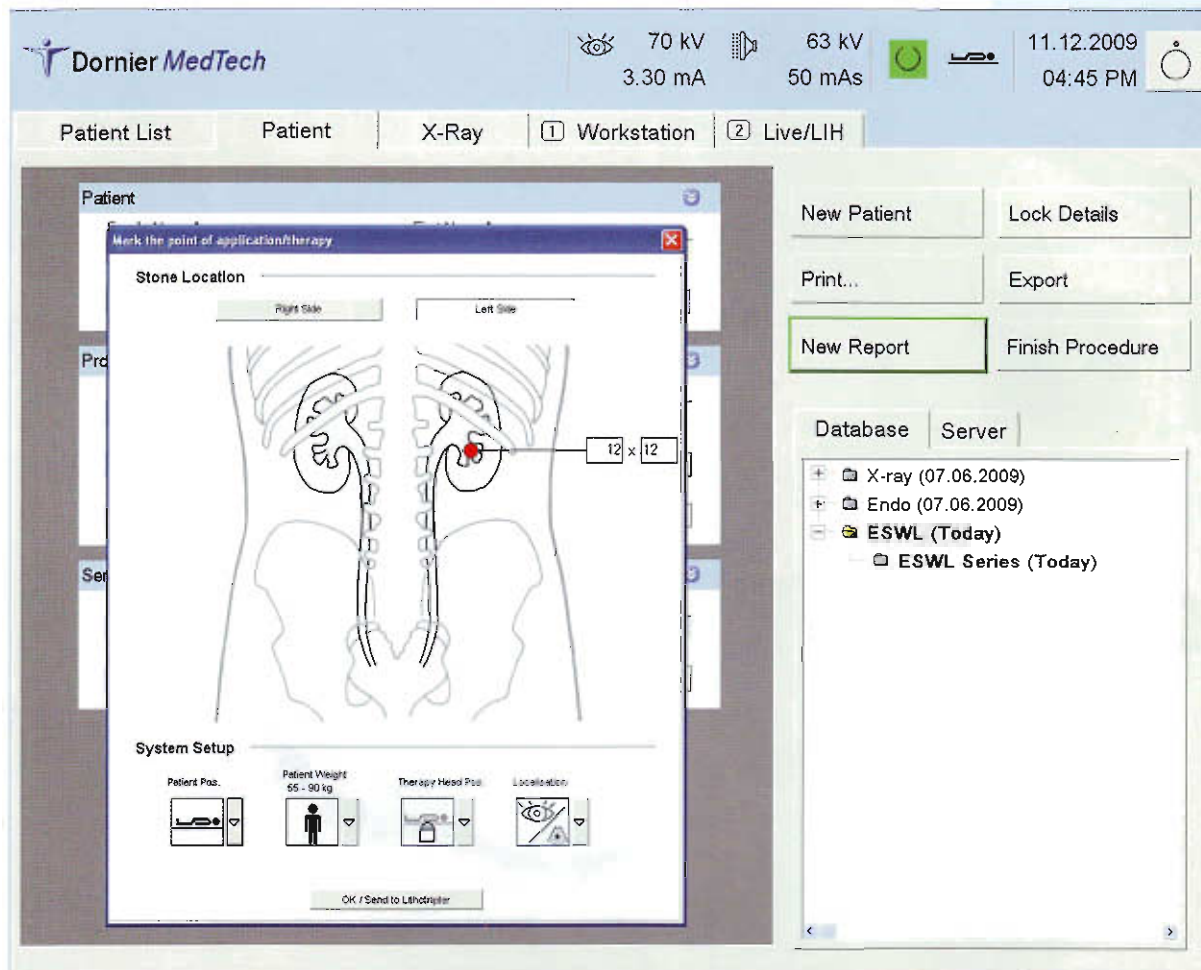 Dornier MedTech
70 kV
3.30 mA
63 kV
50 mAs
11.12.2009
04:45 PM
Patient List
Patient
X-Ray
1 Workstation
2 Live/LIH
Patient
Mark the point of application/therapy
Stone Location
Right Side
Left Side
12 x 12
System Setup
Patient Pos.
Patient Weight
55 - 90 kg
Therapy Head Pos.
Localisation
OK / Send to Lithotripter
New Patient
Lock Details
Print...
Export
New Report
Finish Procedure
Database
Server
X-ray (07.06.2009)
Endo (07.06.2009)
ESWL (Today)
ESWL Series (Today)